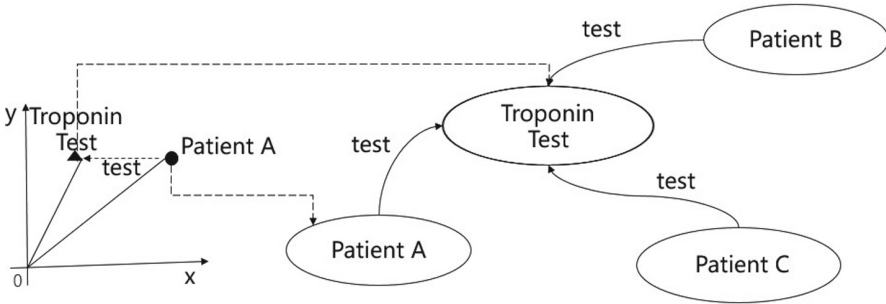 y
Troponin
Test
test
Patient A
0
x
test
Patient A
Troponin
Test
test
Patient B
test
Patient C